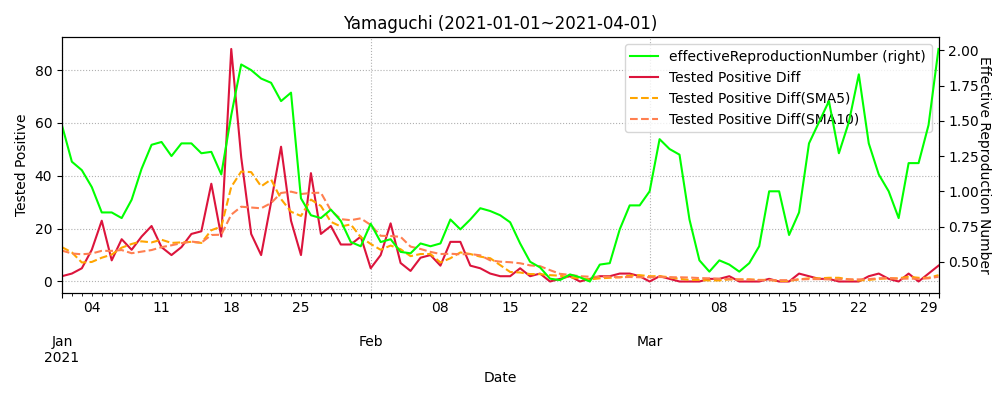 Yamaguchi (2021-01-01~2021-04-01)
effectiveReproductionNumber (right)
Tested Positive Diff
Tested Positive Diff(SMA5)
Tested Positive Diff(SMA10)
Tested Positive
80
60
40
20
0
2.00
1.75
1.50
1.25
1.00
0.75
0.50
Effective Reproduction Number
04 11 18 25 08 15 22 08 15 22 29
Jan Feb Mar
2021
Date